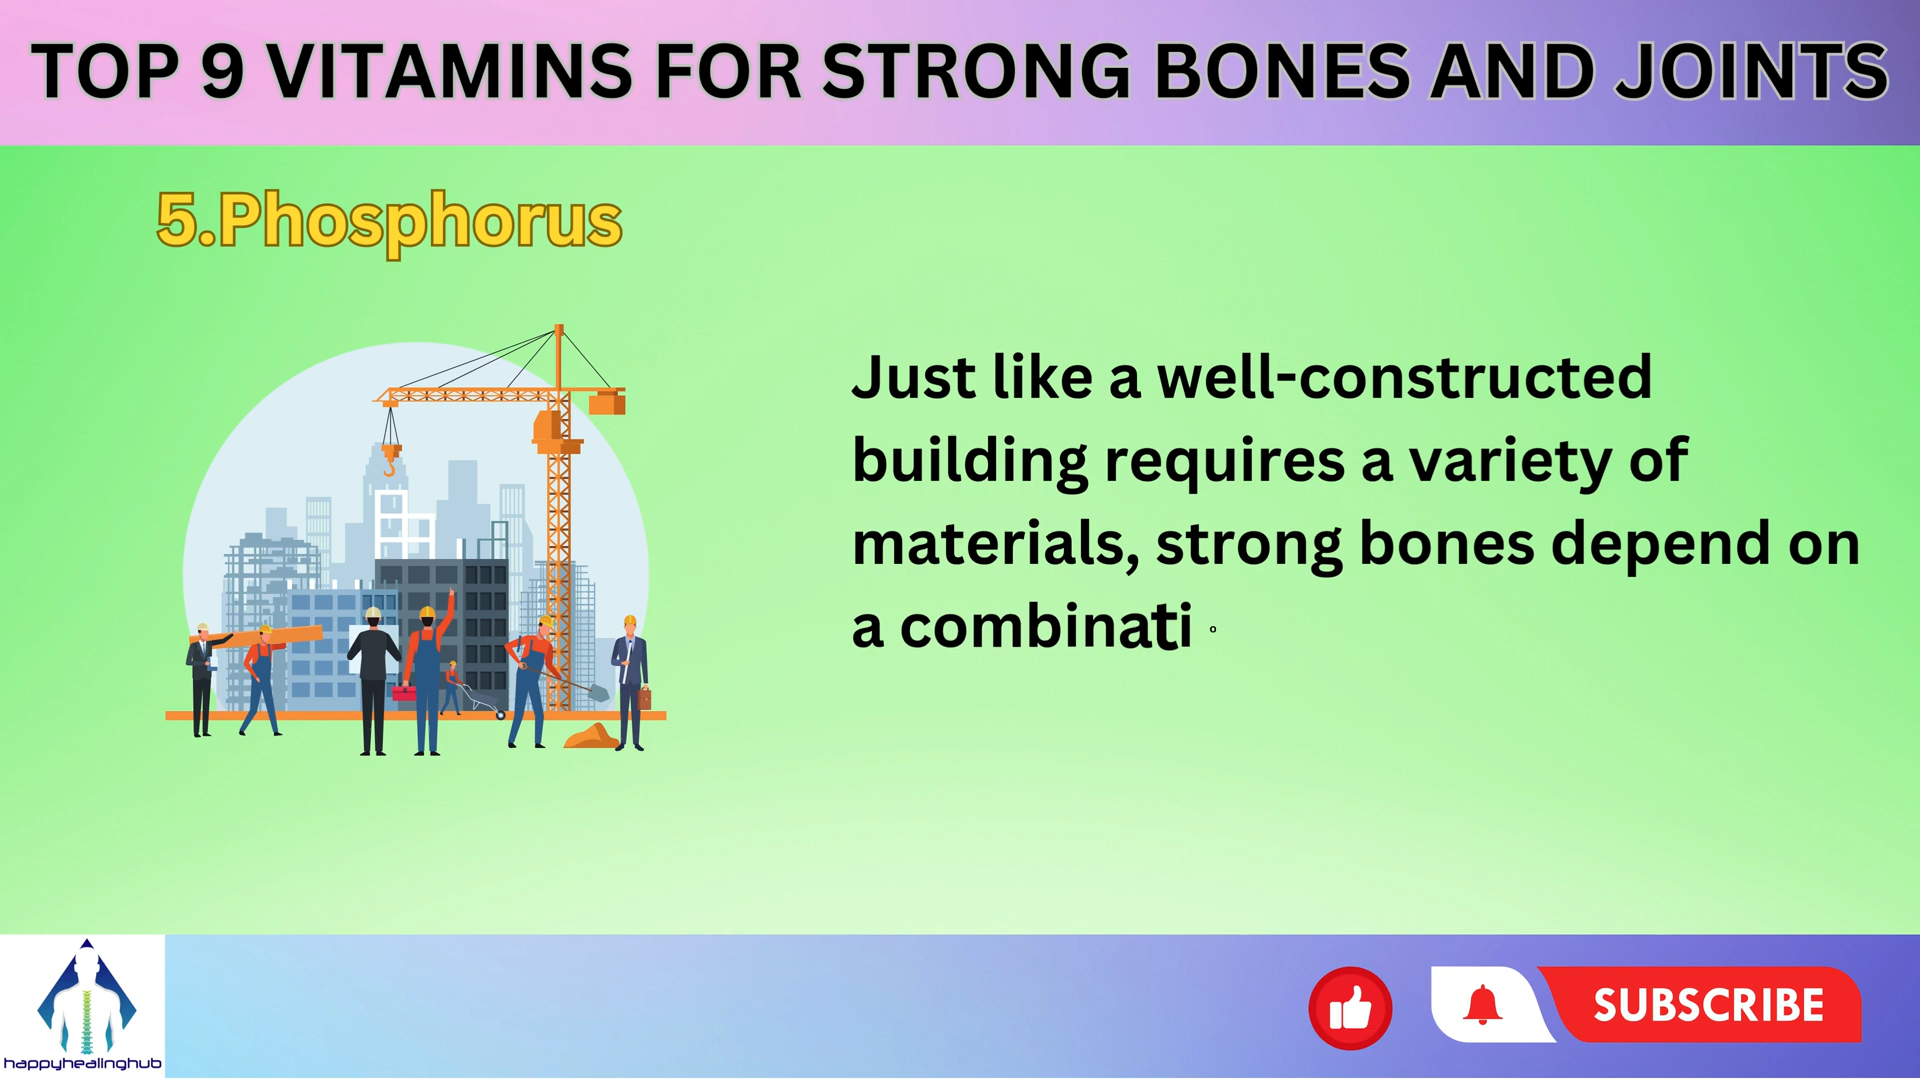 TOP 9 VITAMINS FOR STRONG BONES AND JOINTS
5.Phosphorus
Just like a well-constructed
building requires a variety of
materials, strong bones depend on
a combinati o
happyhealinghub
SUBSCRIBE